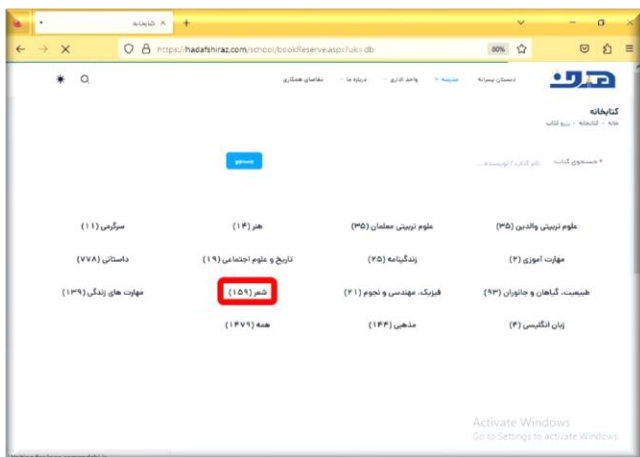 کتابخانه
https://hadafshiraz.com/school/bookReserve.aspx?uk=db
80%
دبستان پسرانه
مدرسه
واحد اداری
درباره ما
تقاضای همکاری
هدف
کتابخانه
خانه - کتابخانه - رزرو کتاب
* جستجوی کتاب: نام کتاب / نویسنده...
جستجو
علوم تربیتی والدین (۳۵) علوم تربیتی معلمان (۳۵) هنر (۱۴) سرگرمی (۱۱)
مهارت آموزی (۲) زندگینامه (۲۵) تاریخ و علوم اجتماعی (۱۹) داستانی (۷۷۸)
طبیعت، گیاهان و جانوران (۹۳) فیزیک، مهندسی و نجوم (۲۱) شعر (۱۵۹) مهارت های زندگی (۱۳۹)
زبان انگلیسی (۴) مذهبی (۱۴۴) همه (۱۴۷۹)
Activate Windows
Go to Settings to activate Windows.